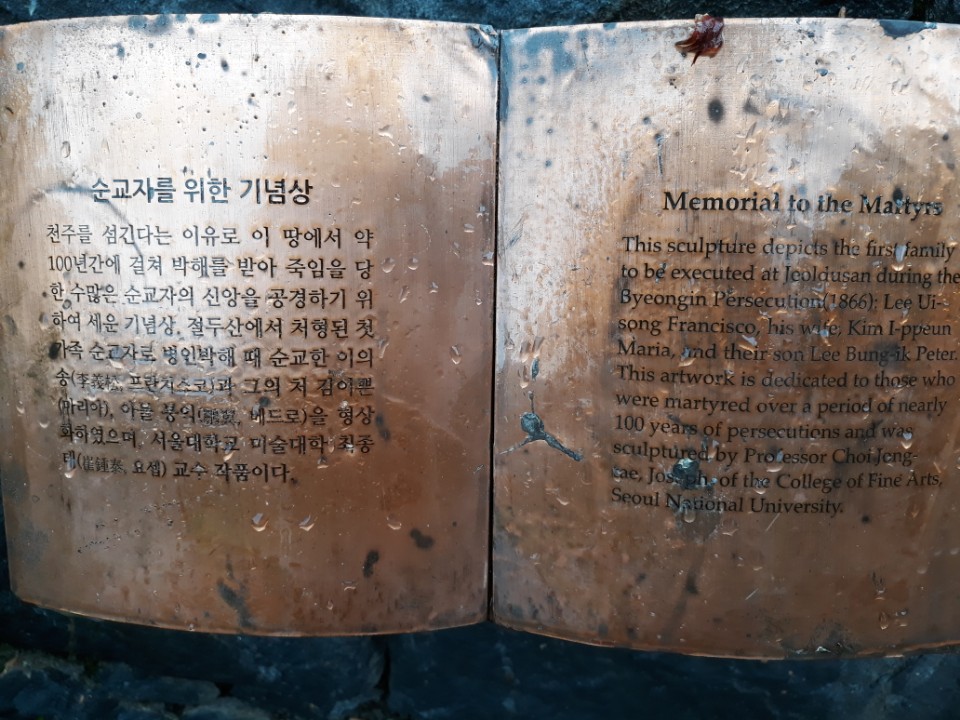 순교자를 위한 기념상
천주를 섬긴다는 이유로 이 땅에서 약
100년간에 걸쳐 박해를 받아 죽임을 당
한 수많은 순교자의 신앙을 공경하기 위
하여 세운 기념상. 절두산에서 처형된 첫
가족 순교자로 병인박해 때 순교한 이의
송(李義松, 프란치스코)과 그의 처 김이쁜
(마리아), 아들 붕익(베드로)을 형상
화하였으며, 서울대학교 미술대학 최종
태(崔鍾泰, 요셉) 교수 작품이다.
Memorial to the Martyrs
This sculpture depicts the first family
to be executed at Jeoldusan during the
Byeongin Persecution(1866); Lee Ui-
song Francisco, his wife, Kim I-ppeun
Maria, and their son Lee Bung-ik Peter.
This artwork is dedicated to those who
were martyred over a period of nearly
100 years of persecutions and was
sculptured by Professor Choi Jong-
tae, Joseph, of the College of Fine Arts,
Seoul National University.